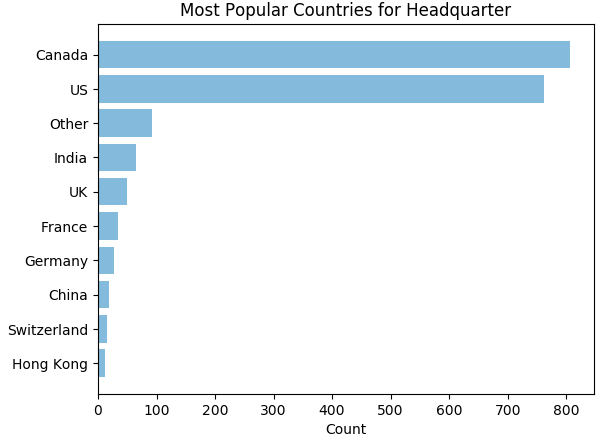 Most Popular Countries for Headquarter
Canada
US
Other
India
UK
France
Germany
China
Switzerland
Hong Kong
0 100 200 300 400 500 600 700 800
Count